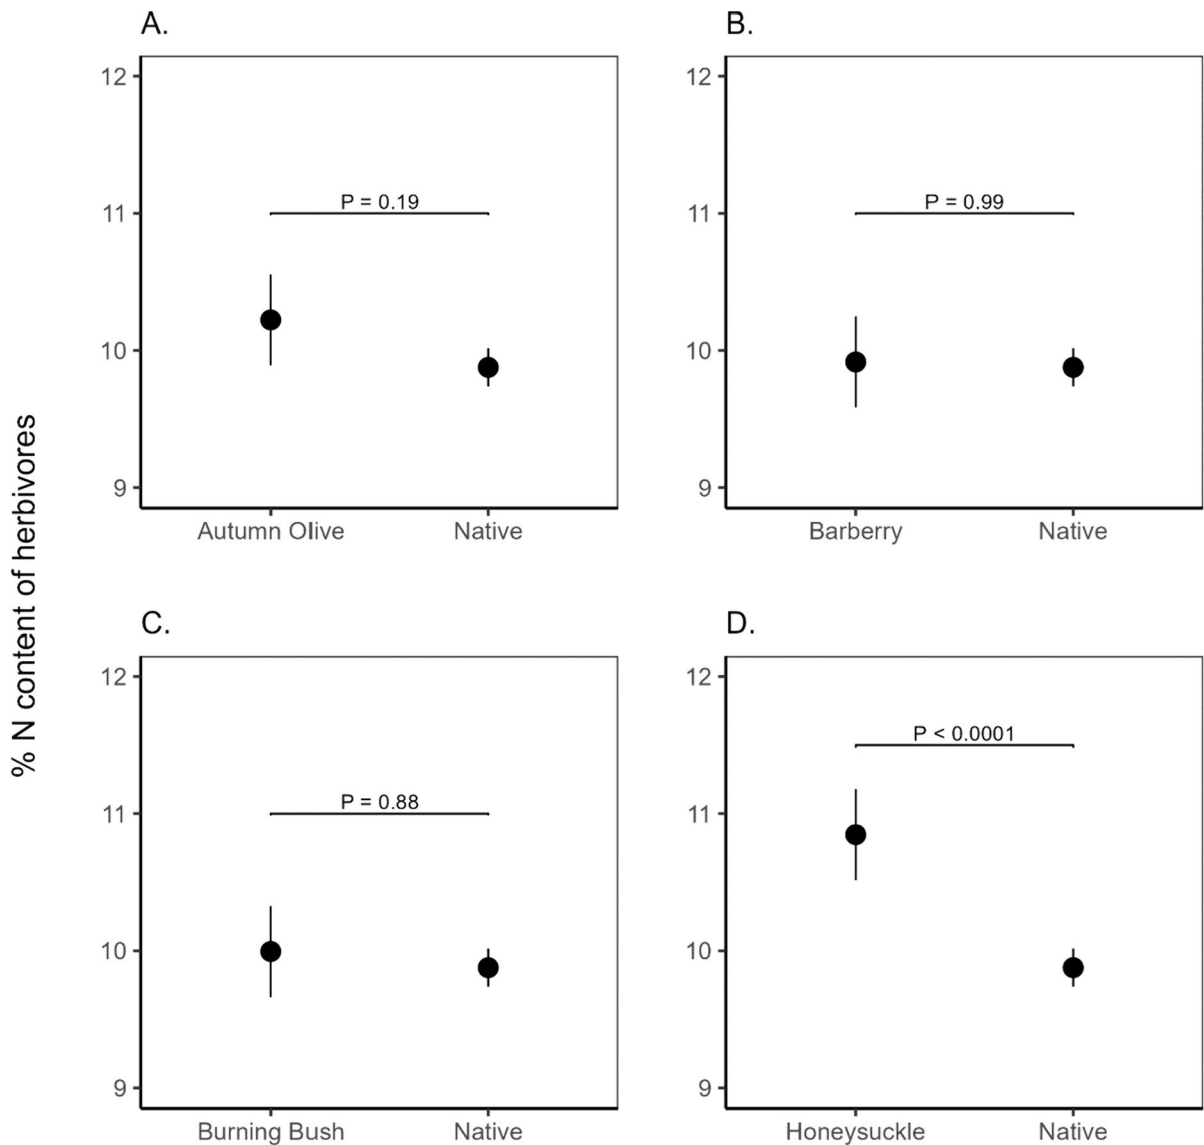 A.
12
11
10
9
P = 0.19
Autumn Olive Native
B.
12
11
10
9
P = 0.99
Barberry Native
% N content of herbivores
C.
12
11
10
9
P = 0.88
Burning Bush Native
D.
12
11
10
9
P < 0.0001
Honeysuckle Native